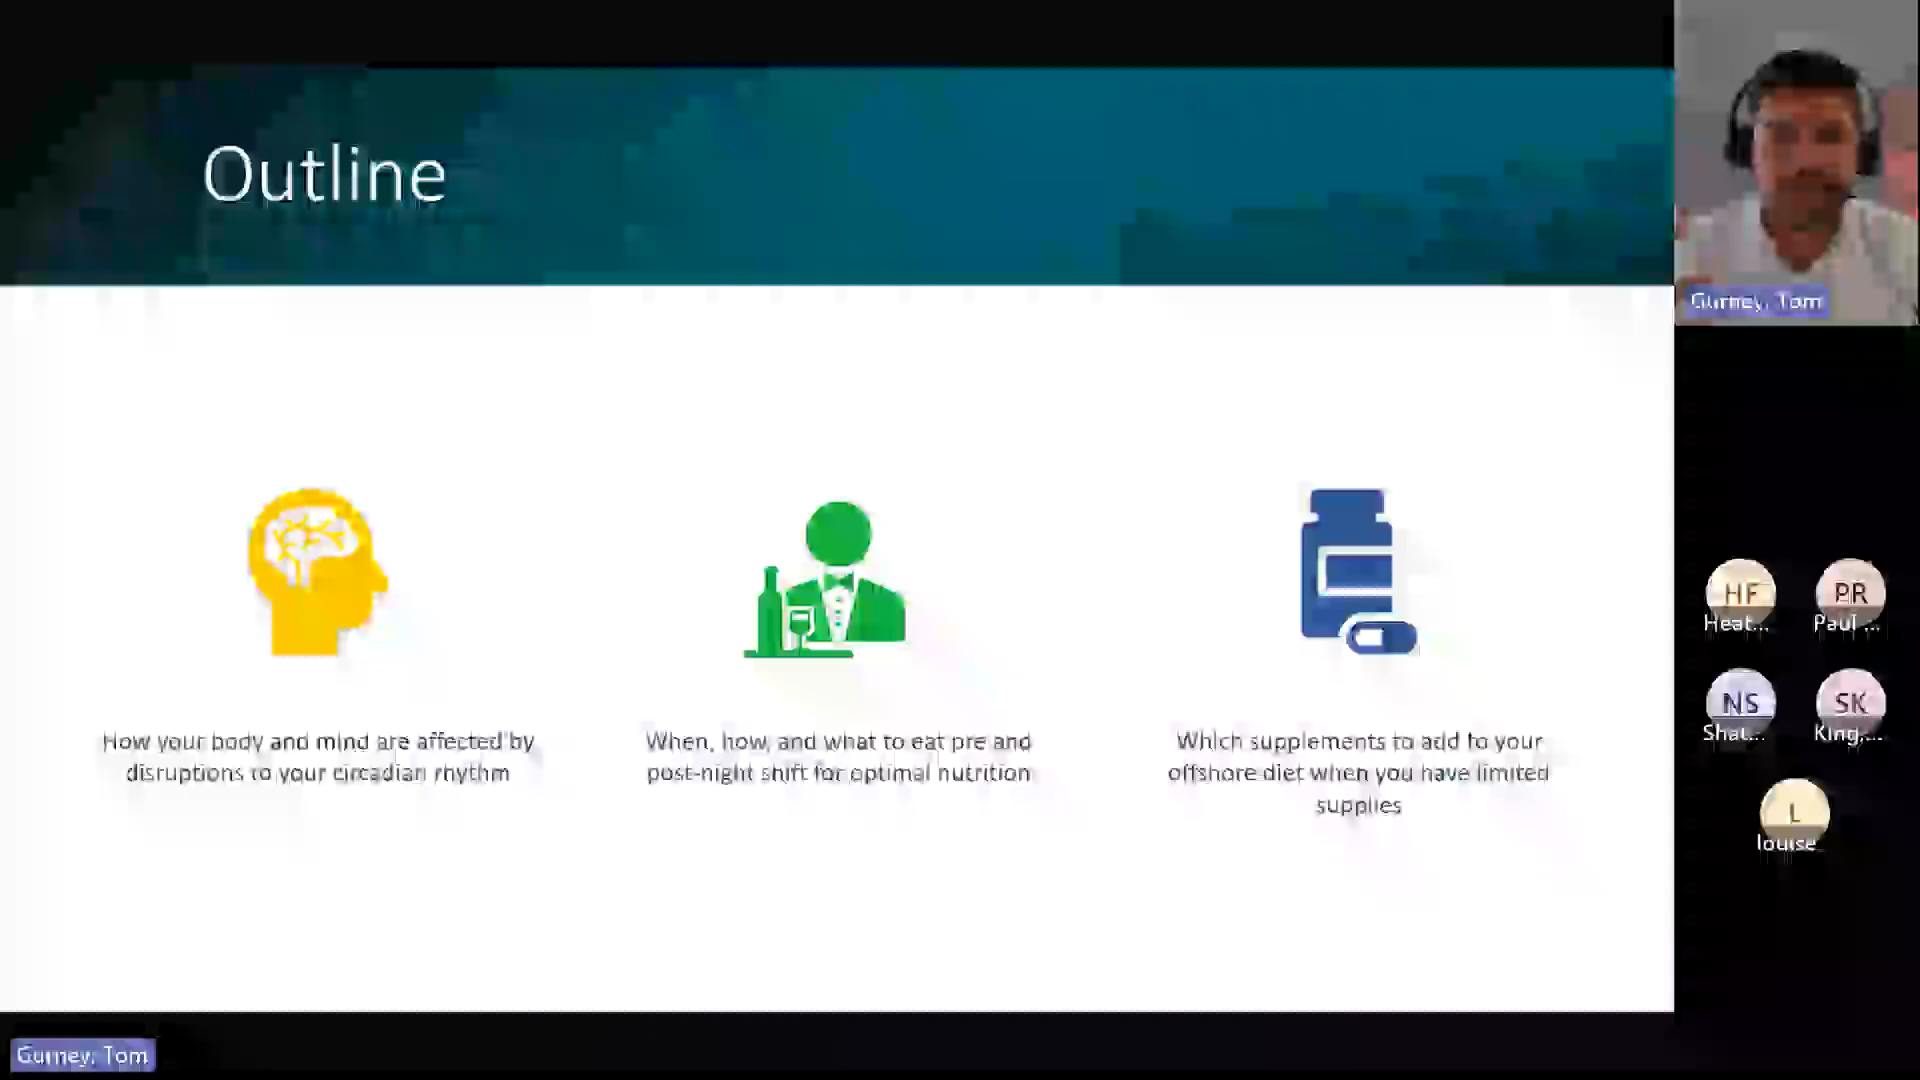 Outline
How your body and mind are affected by
disruptions to your circadian rhythm
When, how, and what to eat pre and
post-night shift for optimal nutrition
Which supplements to add to your
offshore diet when you have limited
supplies
Gurney, Tom
HF
Heat...
PR
Paul ...
NS
Shat...
SK
King,...
L
louise
Gurney, Tom